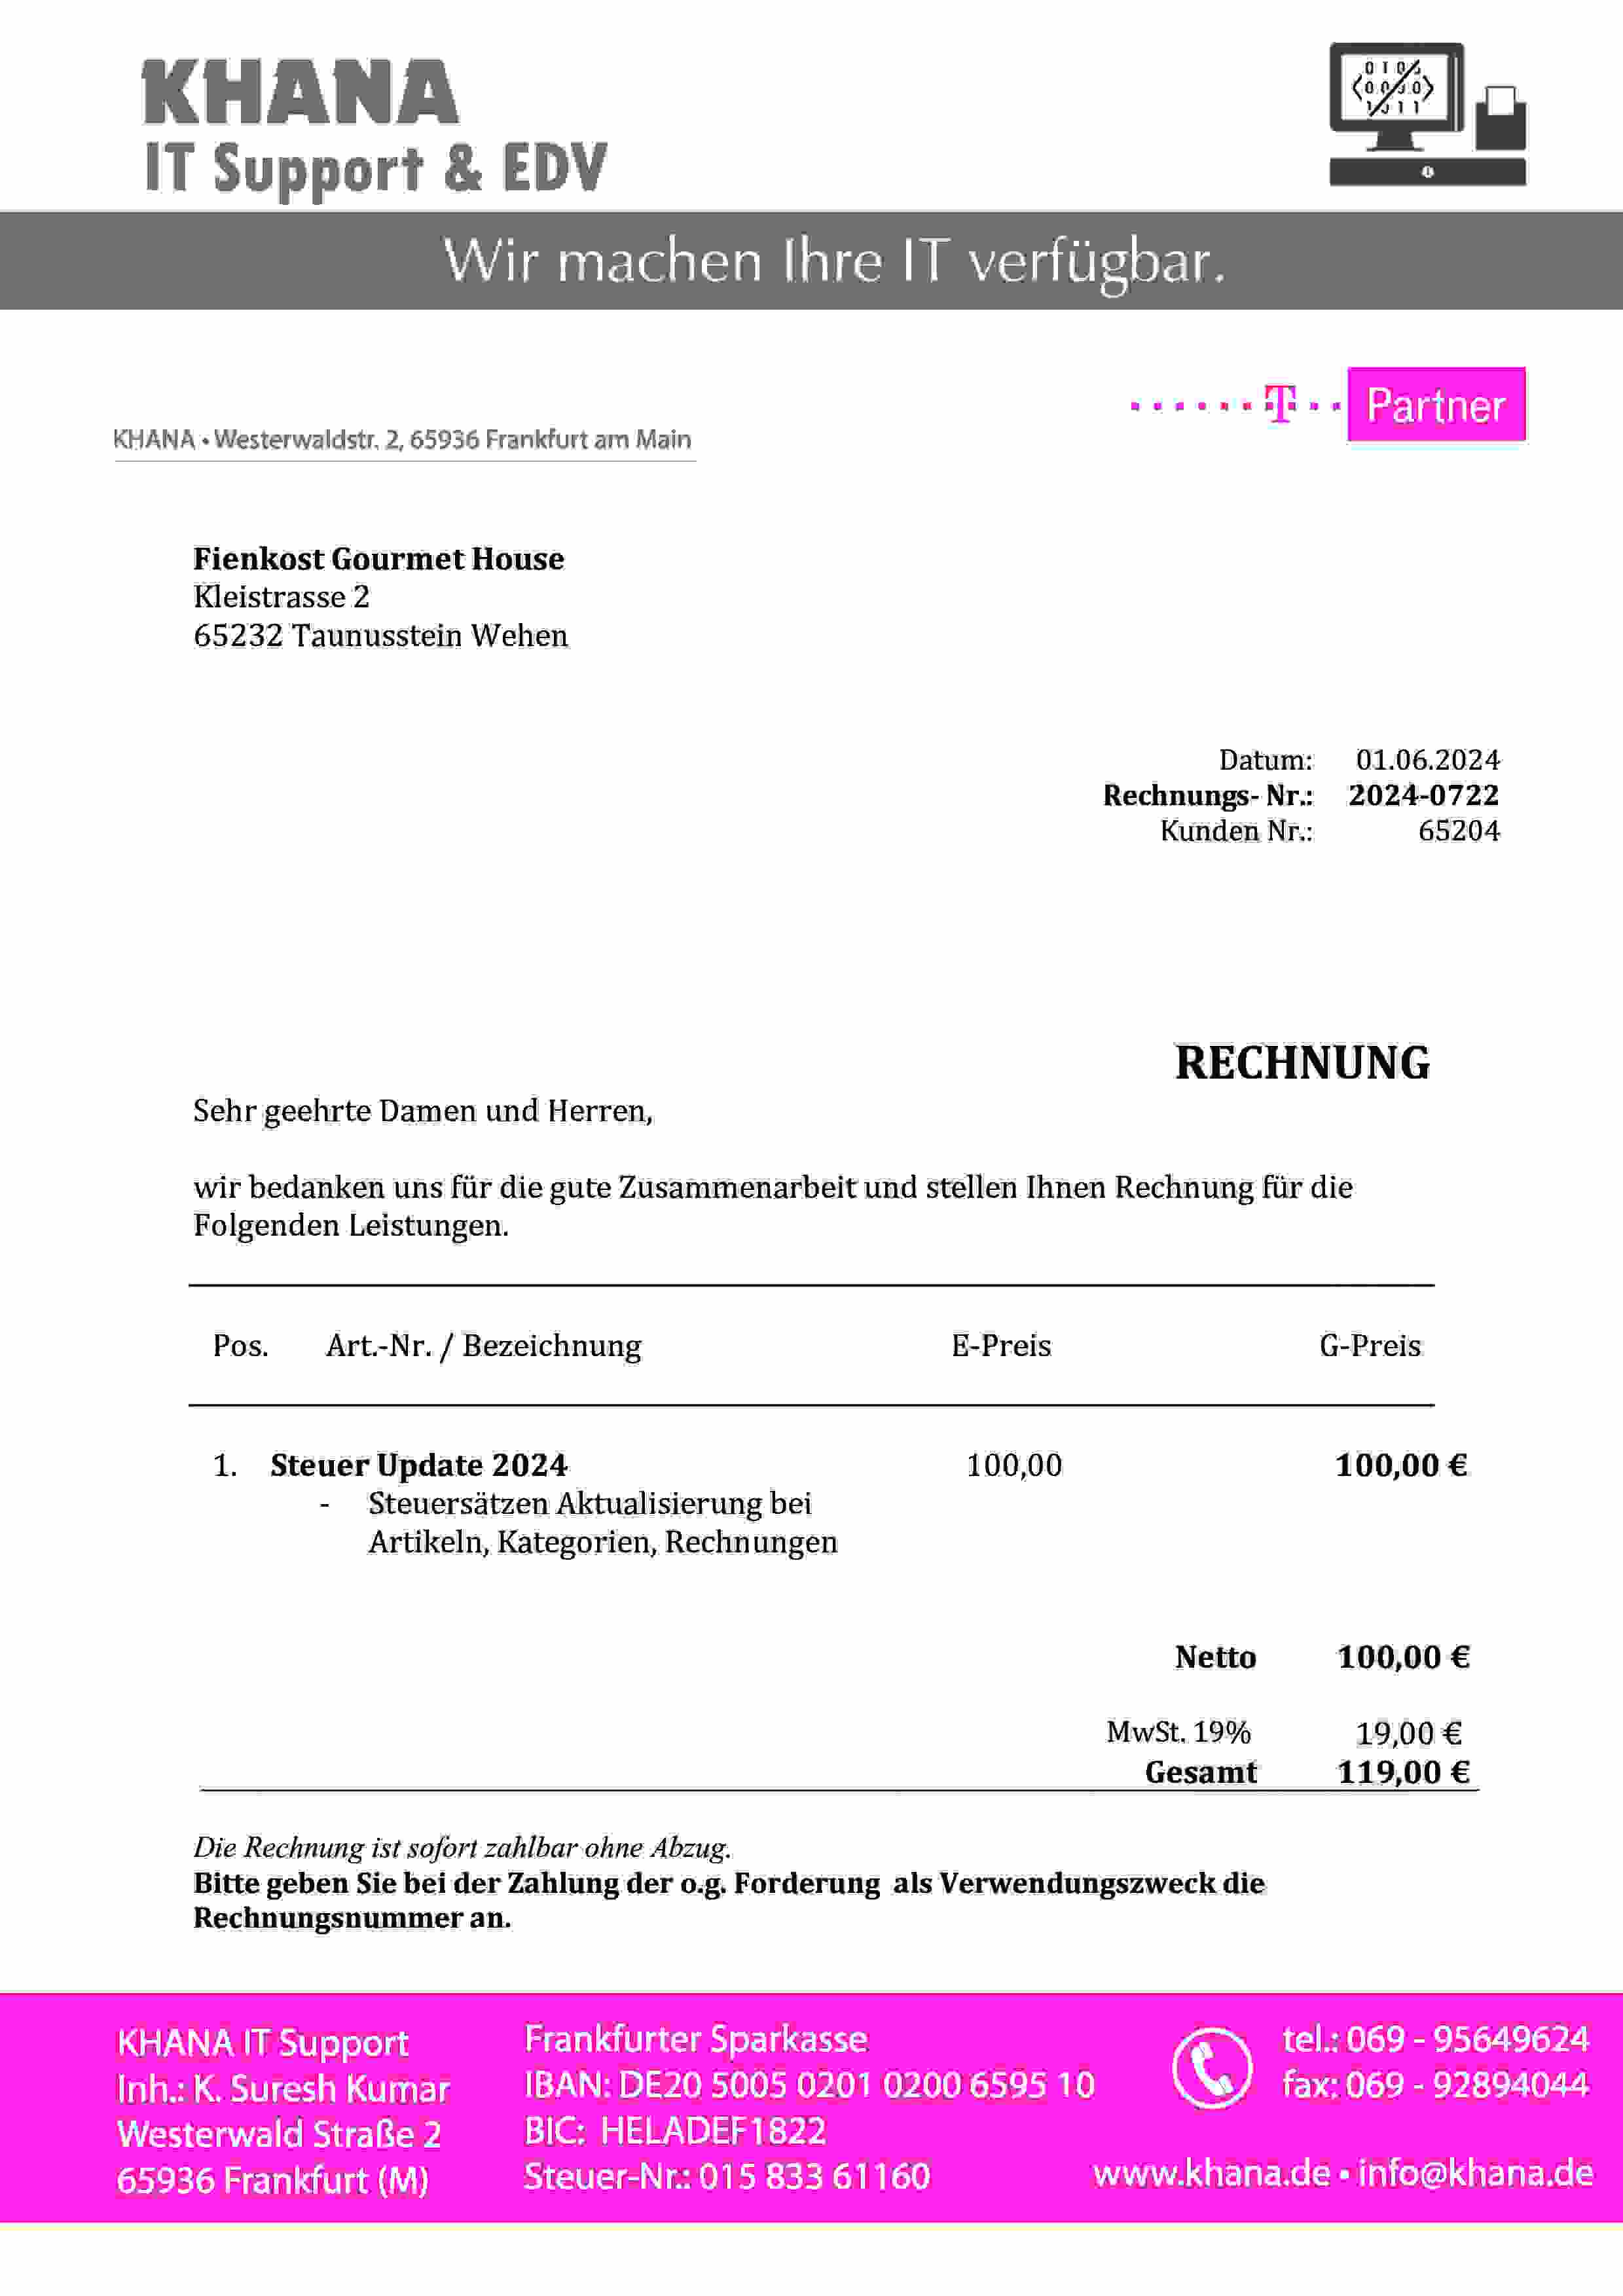 KHANA
IT Support & EDV
Wir machen Ihre IT verfügbar.
T Partner
KHANA • Westerwaldstr. 2, 65936 Frankfurt am Main
Fienkost Gourmet House
Kleistrasse 2
65232 Taunusstein Wehen
Datum: 01.06.2024
Rechnungs- Nr.: 2024-0722
Kunden Nr.: 65204
RECHNUNG
Sehr geehrte Damen und Herren,
wir bedanken uns für die gute Zusammenarbeit und stellen Ihnen Rechnung für die
Folgenden Leistungen.
Pos. Art.-Nr. / Bezeichnung E-Preis G-Preis
1. Steuer Update 2024 100,00 100,00 €
- Steuersätzen Aktualisierung bei
Artikeln, Kategorien, Rechnungen
Netto 100,00 €
MwSt. 19% 19,00 €
Gesamt 119,00 €
Die Rechnung ist sofort zahlbar ohne Abzug.
Bitte geben Sie bei der Zahlung der o.g. Forderung als Verwendungszweck die
Rechnungsnummer an.
KHANA IT Support
Inh.: K. Suresh Kumar
Westerwald Straße 2
65936 Frankfurt (M)
Frankfurter Sparkasse
IBAN: DE20 5005 0201 0200 6595 10
BIC: HELADEF1822
Steuer-Nr.: 015 833 61160
tel.: 069 - 95649624
fax: 069 - 92894044
www.khana.de • info@khana.de